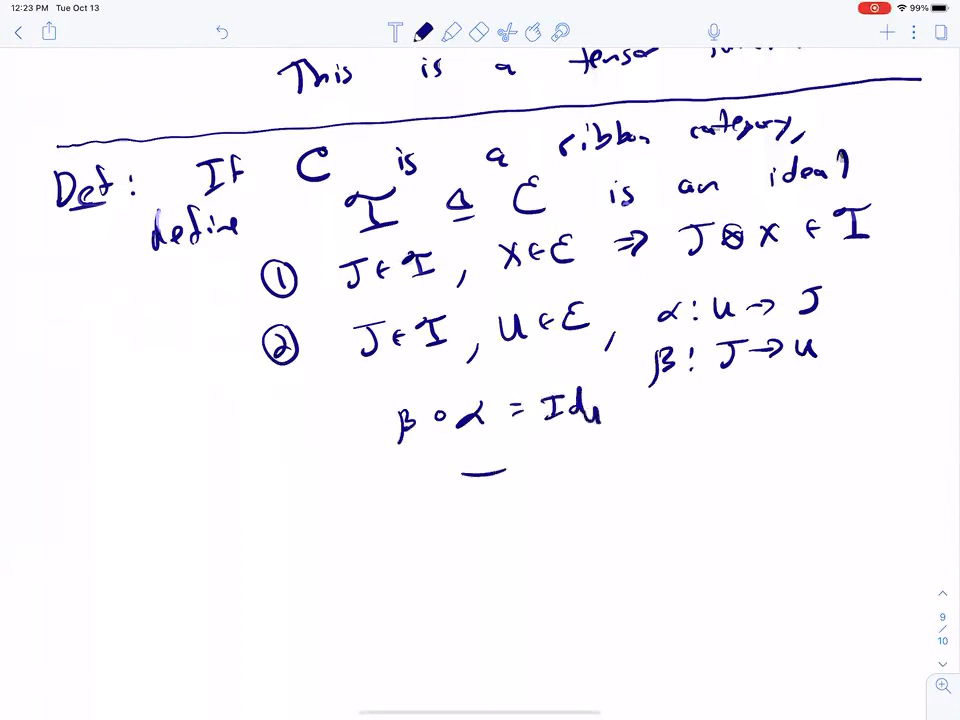 12:23 PM Tue Oct 13
99%
This is a tensor
Def: If C is a ribbon category,
define I ⊴ C is an ideal
① J ∈ I, X ∈ C ⇒ J ⊗ X ∈ I
② J ∈ I, U ∈ C, α: U → J
β: J → U
β ∘ α = Id_U
9
/
10